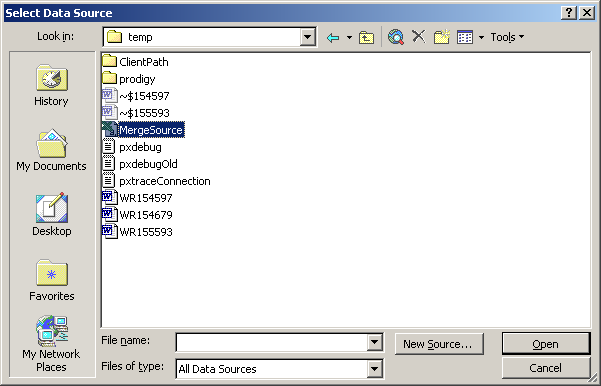 Select Data Source
Look in: temp Tools
ClientPath
prodigy
~$154597
~$155593
MergeSource
pxdebug
pxdebugOld
pxtraceConnection
WR154597
WR154679
WR155593
History
My Documents
Desktop
Favorites
My Network
Places
File name: New Source... Open
Files of type: All Data Sources Cancel